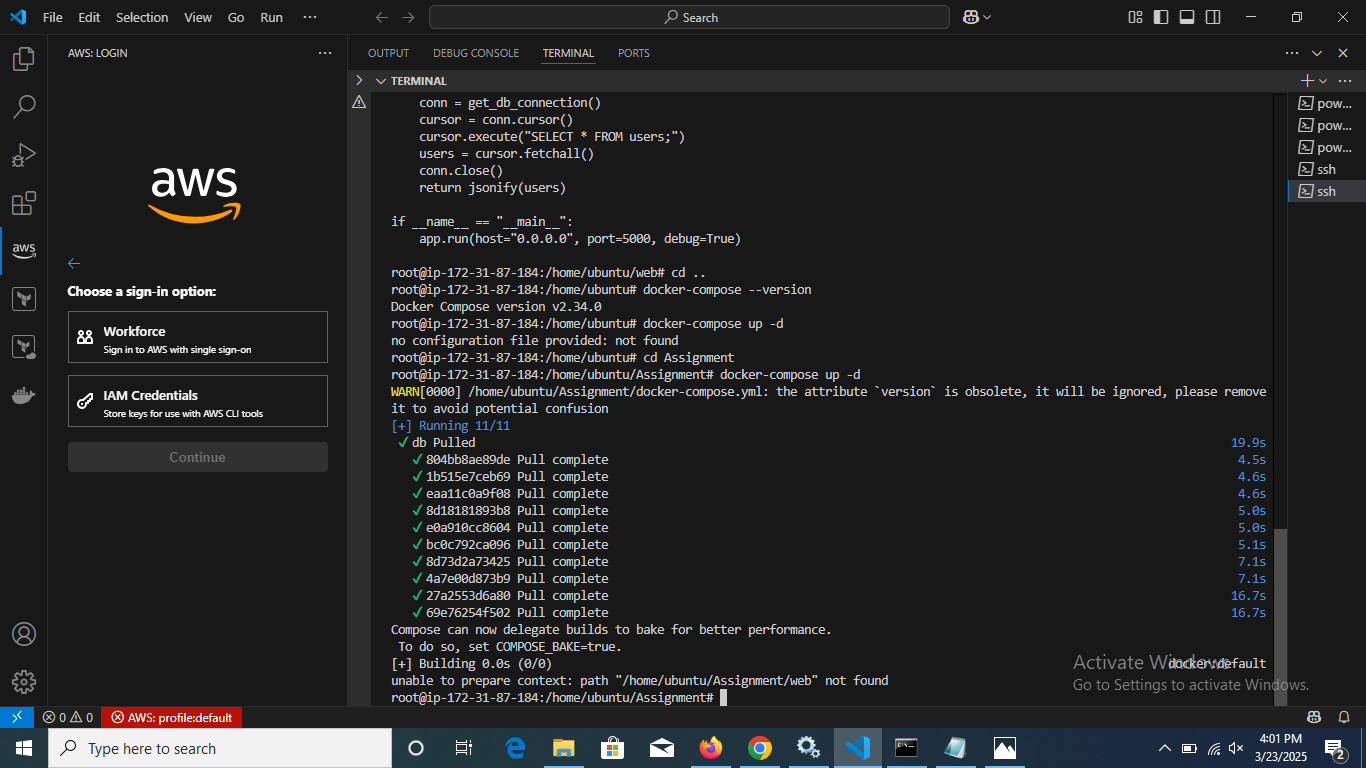 File Edit Selection View Go Run ···
Search
AWS: LOGIN
OUTPUT DEBUG CONSOLE TERMINAL PORTS
TERMINAL
aws
aws
Choose a sign-in option:
Workforce
Sign in to AWS with single sign-on
IAM Credentials
Store keys for use with AWS CLI tools
Continue
conn = get_db_connection()
cursor = conn.cursor()
cursor.execute("SELECT * FROM users;")
users = cursor.fetchall()
conn.close()
return jsonify(users)
if __name__ == "__main__":
app.run(host="0.0.0.0", port=5000, debug=True)
root@ip-172-31-87-184:/home/ubuntu/web# cd ..
root@ip-172-31-87-184:/home/ubuntu# docker-compose --version
Docker Compose version v2.34.0
root@ip-172-31-87-184:/home/ubuntu# docker-compose up -d
no configuration file provided: not found
root@ip-172-31-87-184:/home/ubuntu# cd Assignment
root@ip-172-31-87-184:/home/ubuntu/Assignment# docker-compose up -d
WARN[0000] /home/ubuntu/Assignment/docker-compose.yml: the attribute `version` is obsolete, it will be ignored, please remove
it to avoid potential confusion
[+] Running 11/11
✔ db Pulled 19.9s
✔ 804bb8ae89de Pull complete 4.5s
✔ 1b515e7ceb69 Pull complete 4.6s
✔ eaa11c0a9f08 Pull complete 4.6s
✔ 8d18181893b8 Pull complete 5.0s
✔ e0a910cc8604 Pull complete 5.0s
✔ bc0c792ca096 Pull complete 5.1s
✔ 8d73d2a73425 Pull complete 7.1s
✔ 4a7e00d873b9 Pull complete 7.1s
✔ 27a2553d6a80 Pull complete 16.7s
✔ 69e76254f502 Pull complete 16.7s
Compose can now delegate builds to bake for better performance.
To do so, set COMPOSE_BAKE=true.
[+] Building 0.0s (0/0) docker:default
unable to prepare context: path "/home/ubuntu/Assignment/web" not found
root@ip-172-31-87-184:/home/ubuntu/Assignment#
pow...
pow...
pow...
ssh
ssh
Activate Windows
Go to Settings to activate Windows.
0 0 AWS: profile:default
Type here to search
4:01 PM
3/23/2025
2